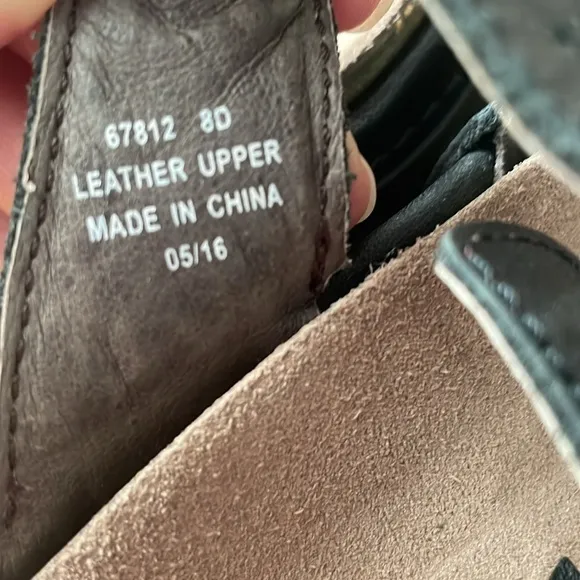 67812 8D
LEATHER UPPER
MADE IN CHINA
05/16